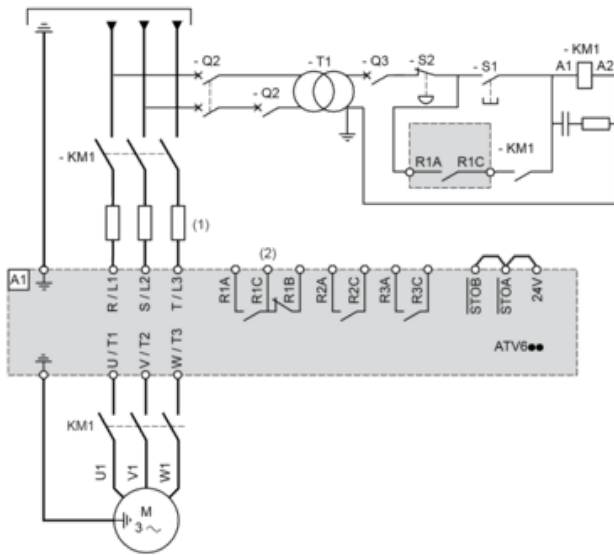 - Q2
- T1
- Q3
- S2
- S1
- KM1
A1
A2
- Q2
- KM1
R1A
R1C
- KM1
(1)
(2)
A1
R / L1
S / L2
T / L3
R1A
R1C
R1B
R2A
R2C
R3A
R3C
STOB
STOA
24V
U / T1
V / T2
W / T3
ATV6●●
KM1
U1
V1
W1
M
3 ~